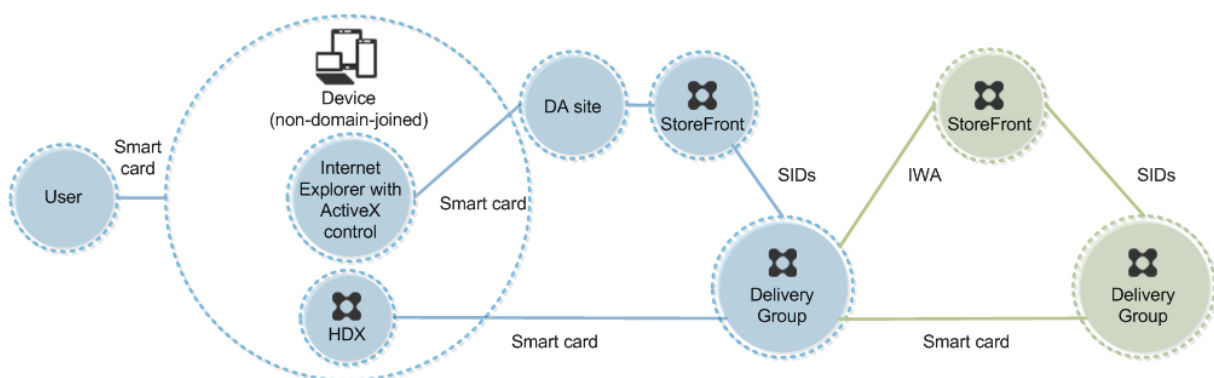 User
Smart
card
Device
(non-domain-joined)
Internet
Explorer with
ActiveX
control
HDX
Smart card
DA site
StoreFront
SIDs
Delivery
Group
Smart card
IWA
StoreFront
SIDs
Delivery
Group
Smart card